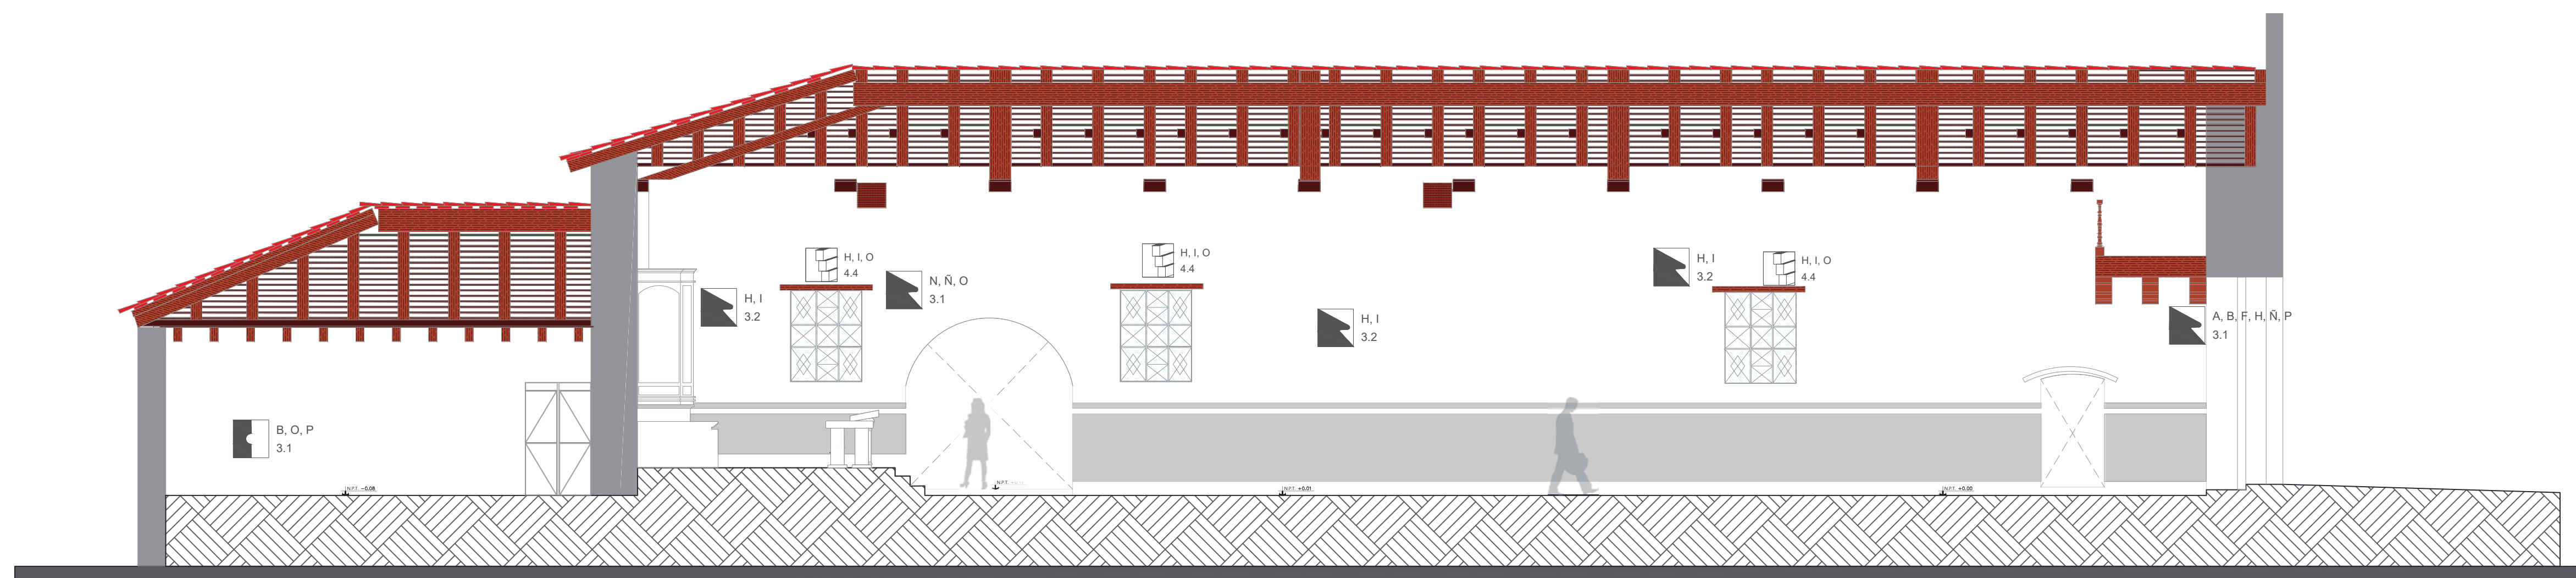 H, I, O
4.4
H, I, O
4.4
H, I
3.2
H, I, O
4.4
N, Ñ, O
3.1
H, I
3.2
H, I
3.2
A, B, F, H, Ñ, P
3.1
B, O, P
3.1
N.P.T. -0.08
N.P.T.
N.P.T. +0.01
N.P.T. +0.00